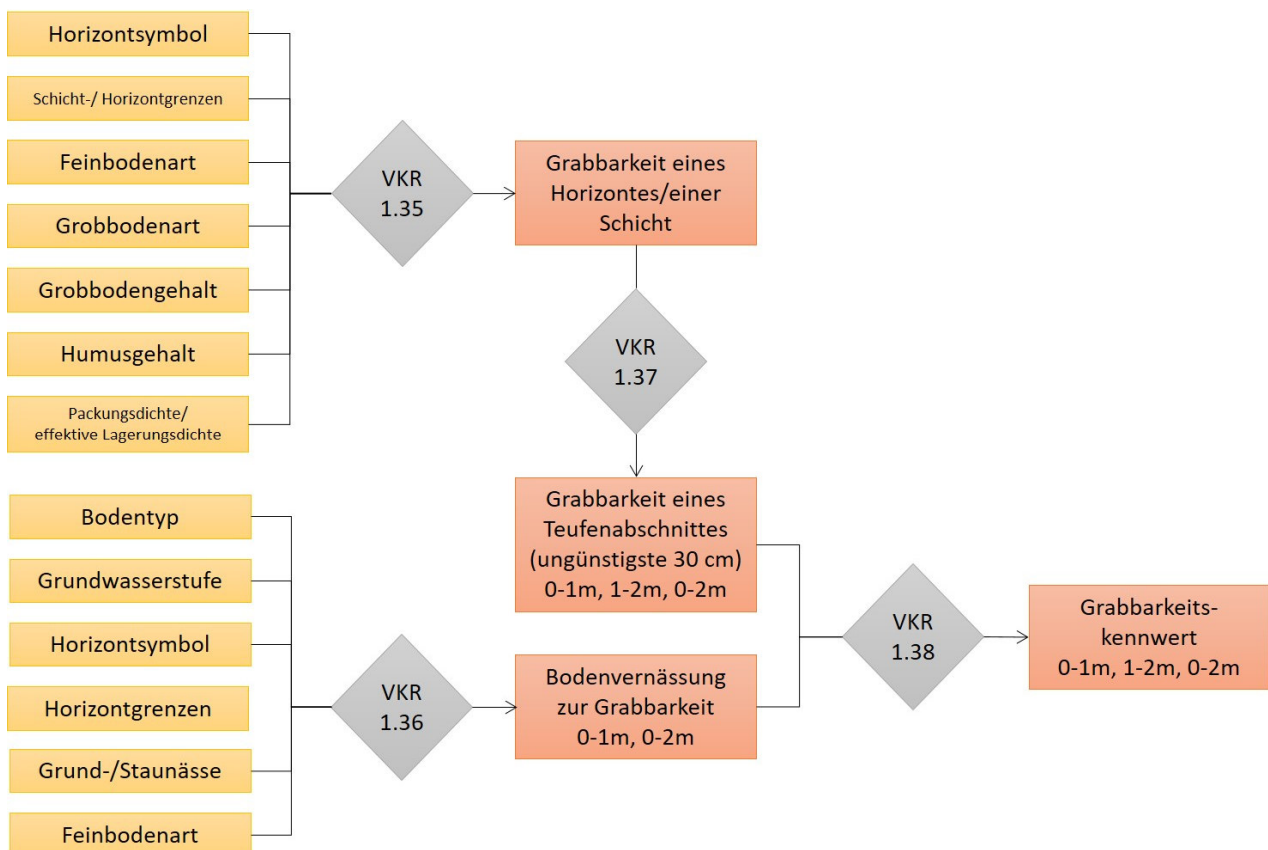 Horizontsymbol
Schicht-/ Horizontgrenzen
Feinbodenart
Grobbodenart
Grobbodengehalt
Humusgehalt
Packungsdichte/
effektive Lagerungsdichte
VKR
1.35
Grabbarkeit eines
Horizontes/einer
Schicht
VKR
1.37
Bodentyp
Grundwasserstufe
Horizontsymbol
Horizontgrenzen
Grund-/Staunässe
Feinbodenart
VKR
1.36
Grabbarkeit eines
Teufenabschnittes
(ungünstigste 30 cm)
0-1m, 1-2m, 0-2m
Bodenvernässung
zur Grabbarkeit
0-1m, 0-2m
VKR
1.38
Grabbarkeits-
kennwert
0-1m, 1-2m, 0-2m